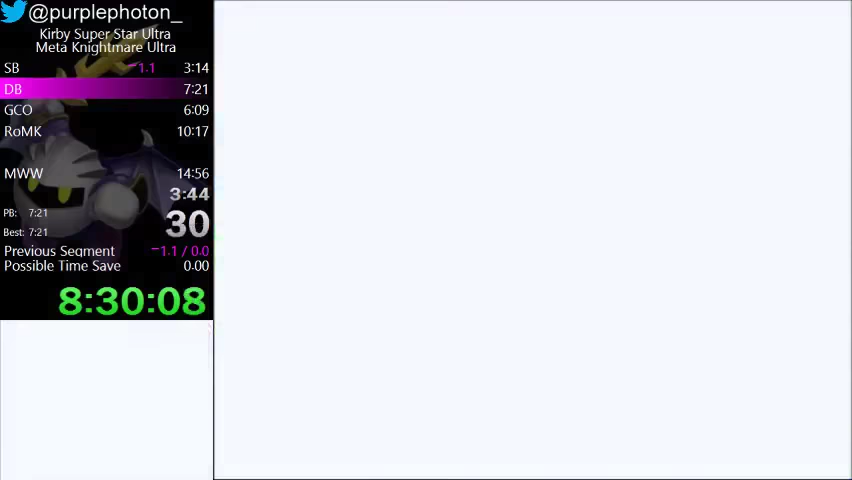 @purplephoton_
Kirby Super Star Ultra
Meta Knightmare Ultra
SB −1.1 3:14
DB 7:21
GCO 6:09
RoMK 10:17
MWW 14:56
3:44
PB: 7:21
30
Best: 7:21
Previous Segment −1.1 / 0.0
Possible Time Save 0.00
8:30:08